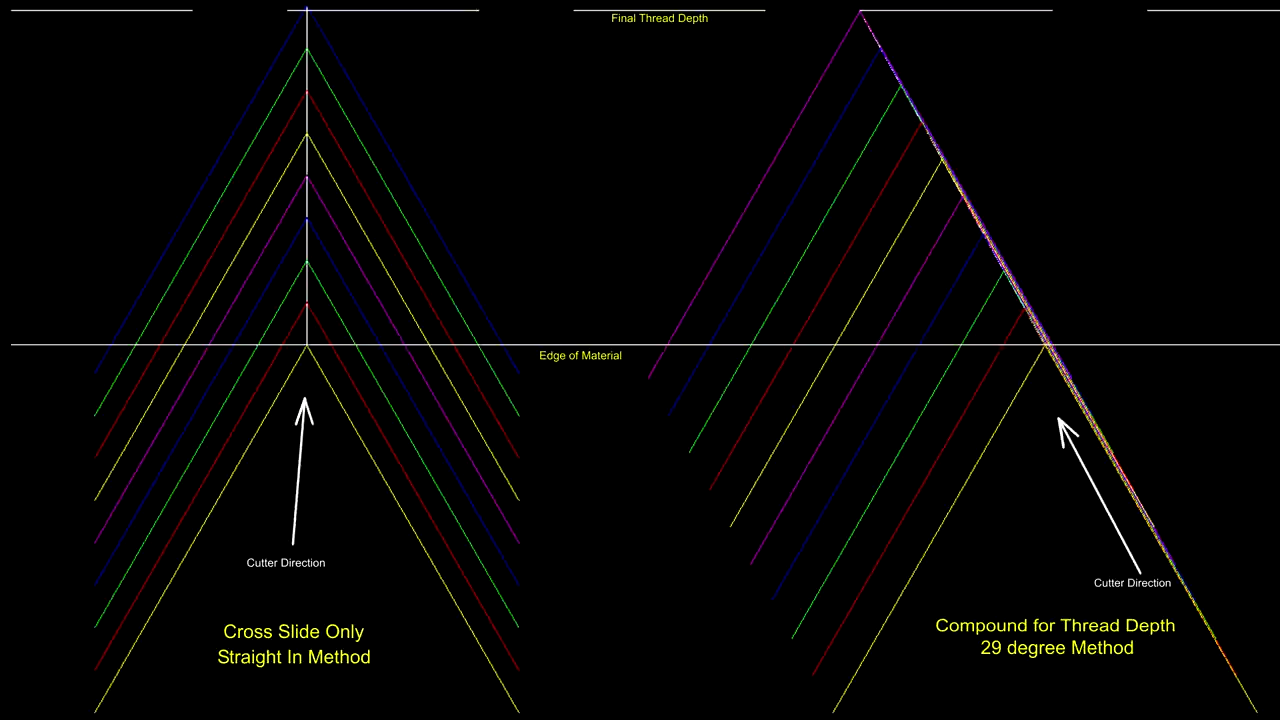 Final Thread Depth
Edge of Material
Cutter Direction
Cutter Direction
Cross Slide Only
Straight In Method
Compound for Thread Depth
29 degree Method